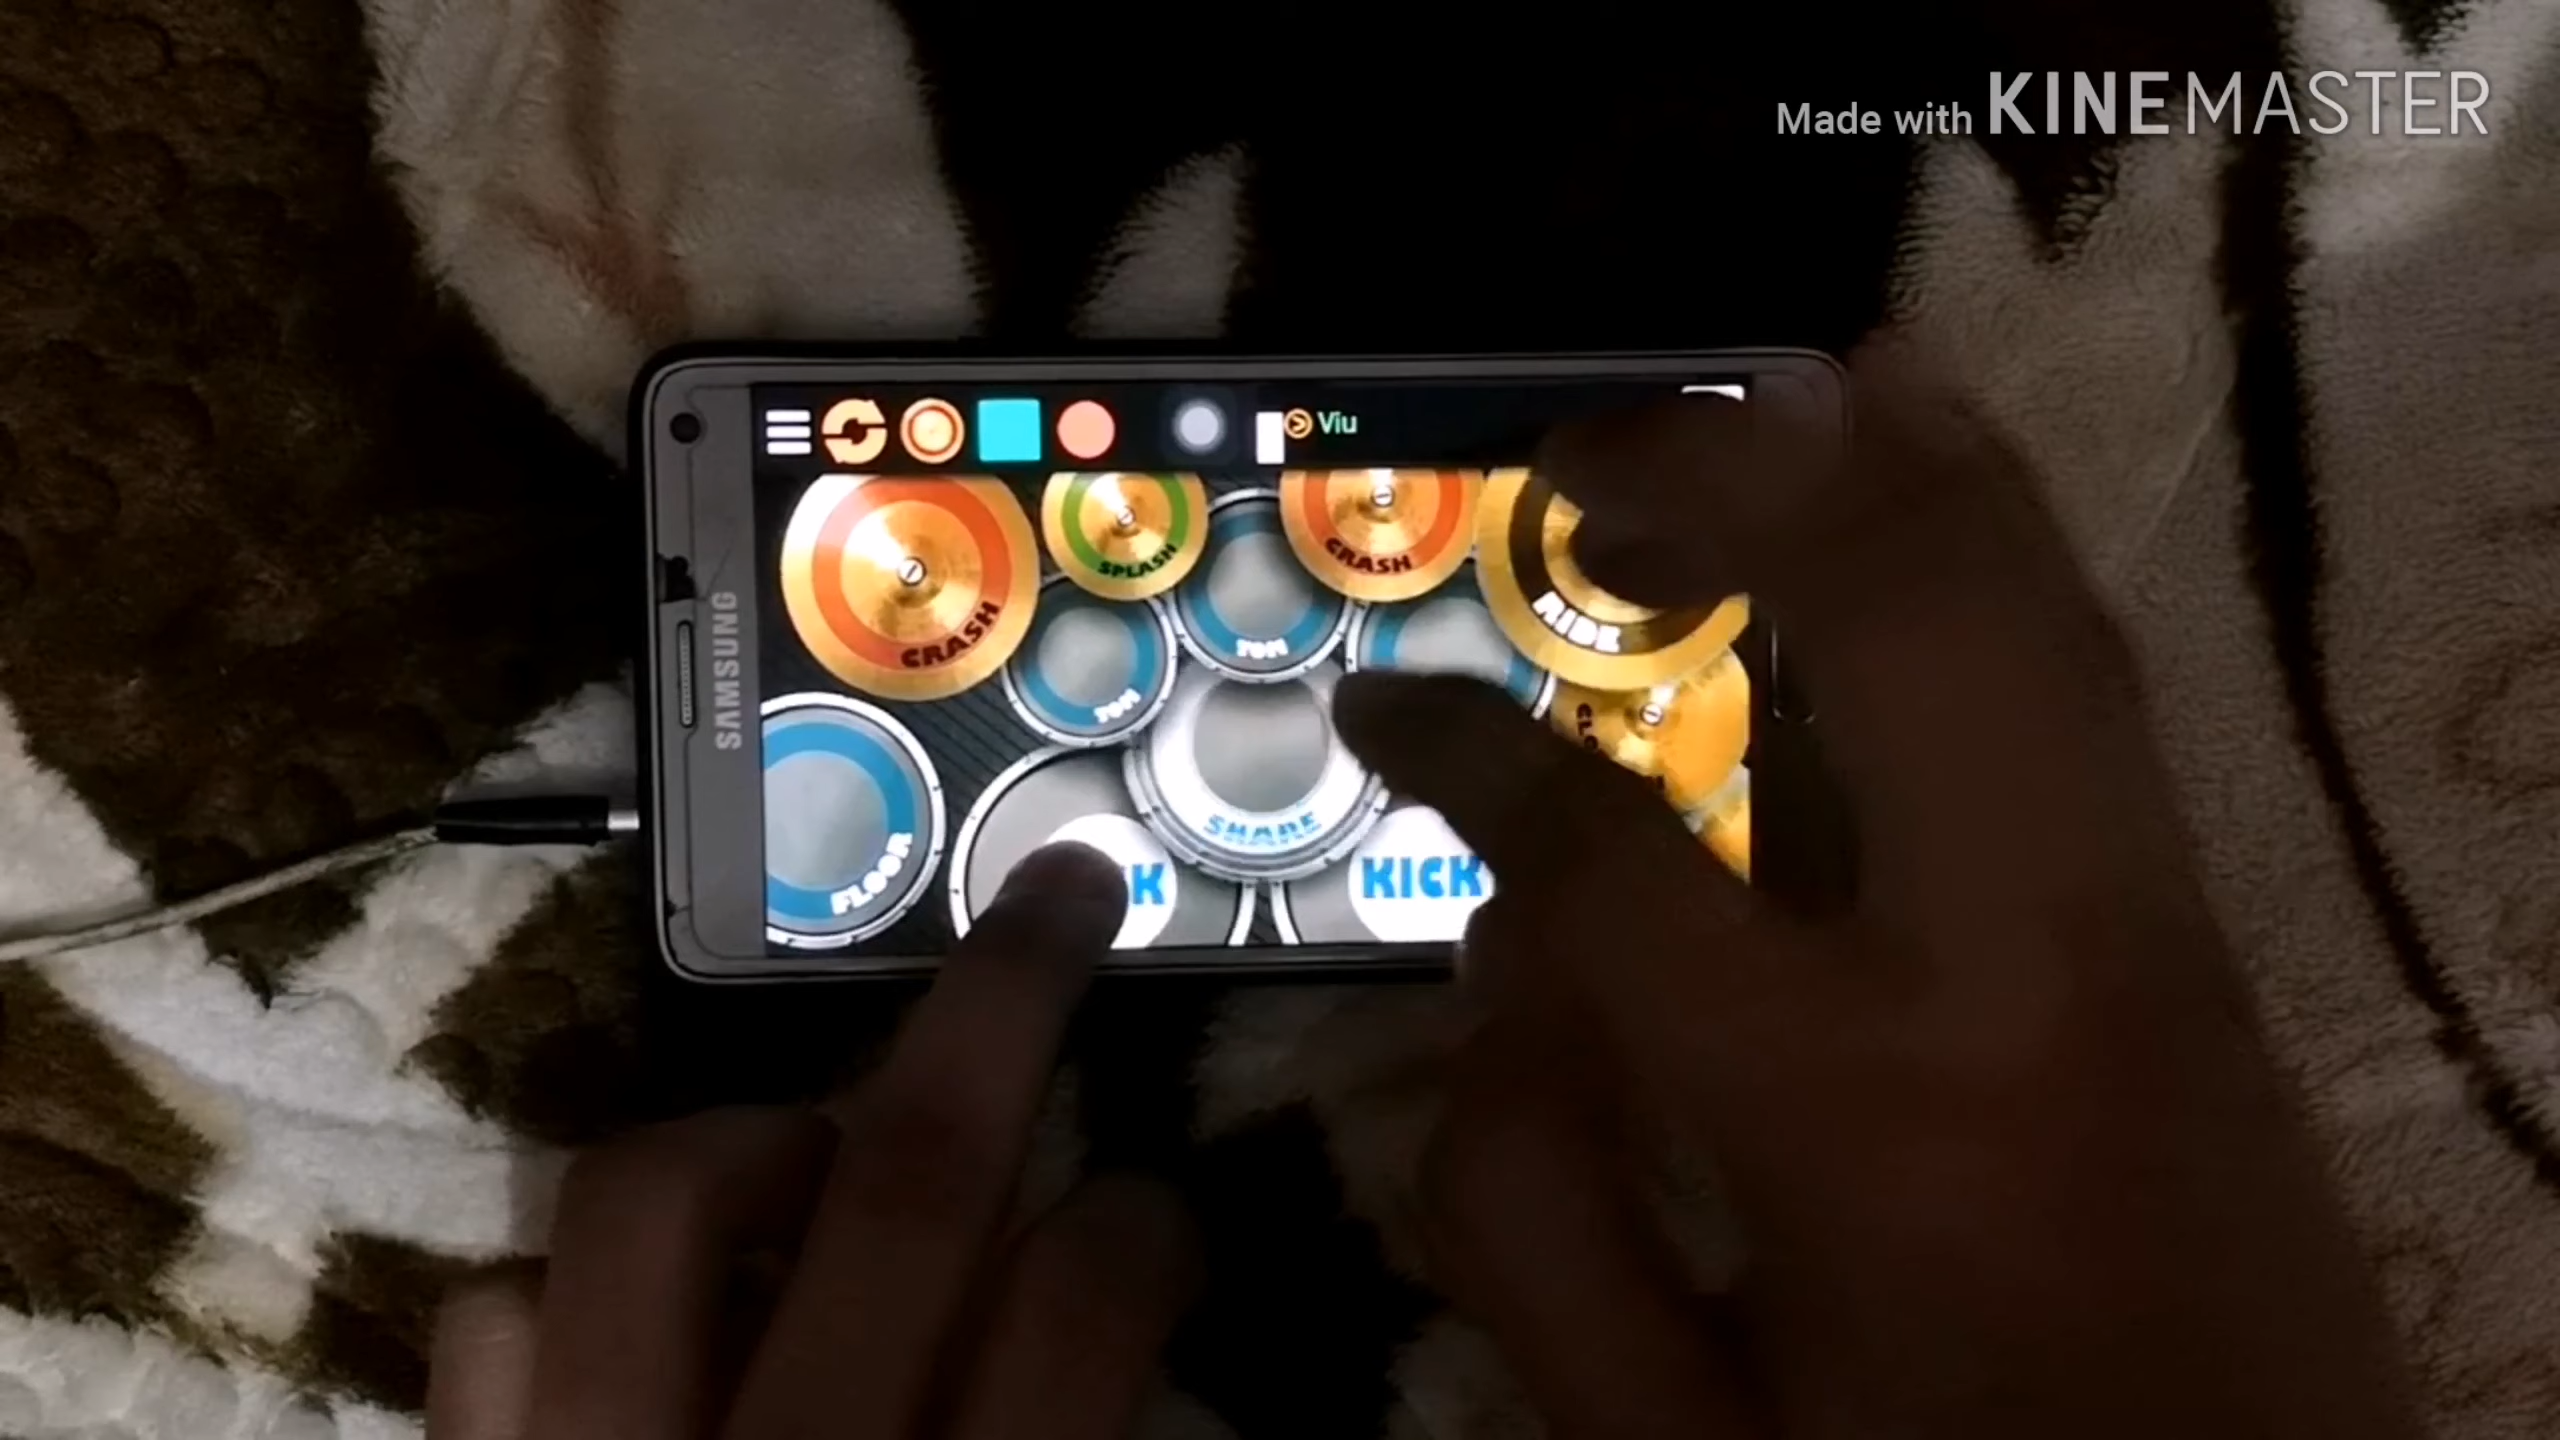 Made with KINEMASTER
Viu
SAMSUNG
CRASH
SPLASH
CRASH
RIDE
TOM
TOM
FLOOR
SNARE
KICK